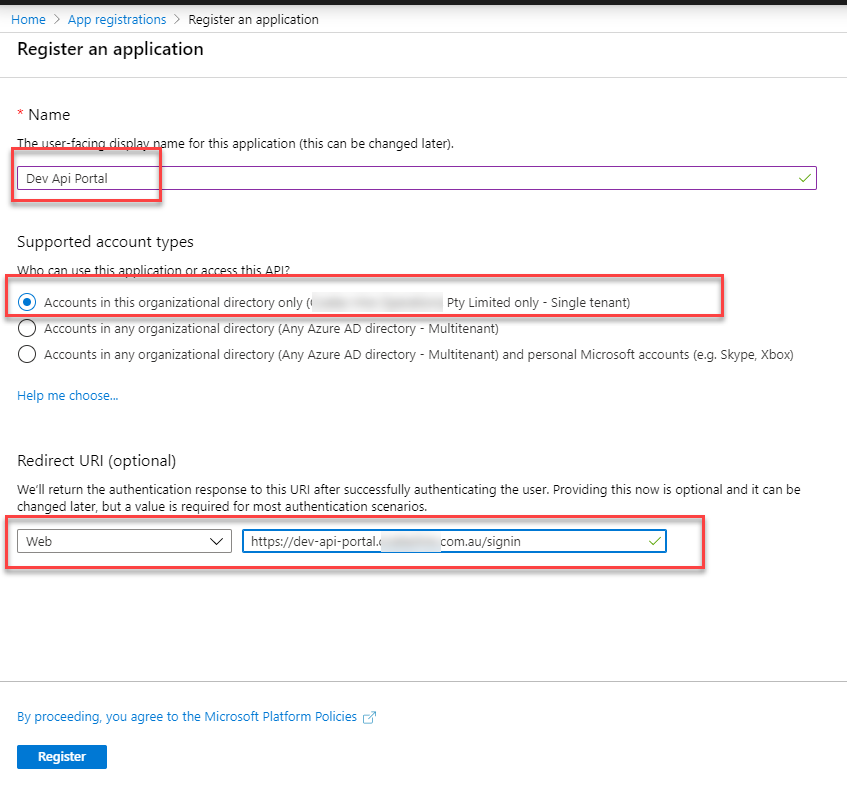 Home > App registrations > Register an application
Register an application
* Name
The user-facing display name for this application (this can be changed later).
Dev Api Portal
Supported account types
Who can use this application or access this API?
Accounts in this organizational directory only ( Pty Limited only - Single tenant)
Accounts in any organizational directory (Any Azure AD directory - Multitenant)
Accounts in any organizational directory (Any Azure AD directory - Multitenant) and personal Microsoft accounts (e.g. Skype, Xbox)
Help me choose...
Redirect URI (optional)
We'll return the authentication response to this URI after successfully authenticating the user. Providing this now is optional and it can be
changed later, but a value is required for most authentication scenarios.
Web https://dev-api-portal. com.au/signin
By proceeding, you agree to the Microsoft Platform Policies
Register